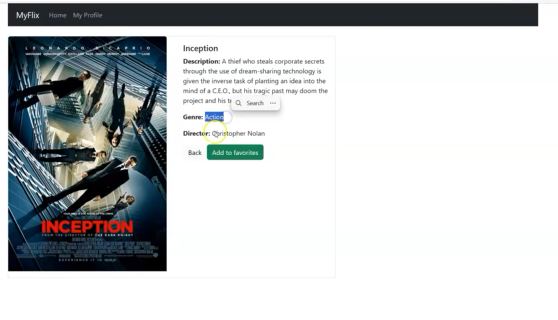 MyFlix Home My Profile
LEONARDO DICAPRIO
Inception
Description: A thief who steals corporate secrets
through the use of dream-sharing technology is
given the inverse task of planting an idea into the
mind of a C.E.O., but his tragic past may doom the
project and his
Search ···
Genre: Action
Director: Christopher Nolan
Back Add to favorites
INCEPTION